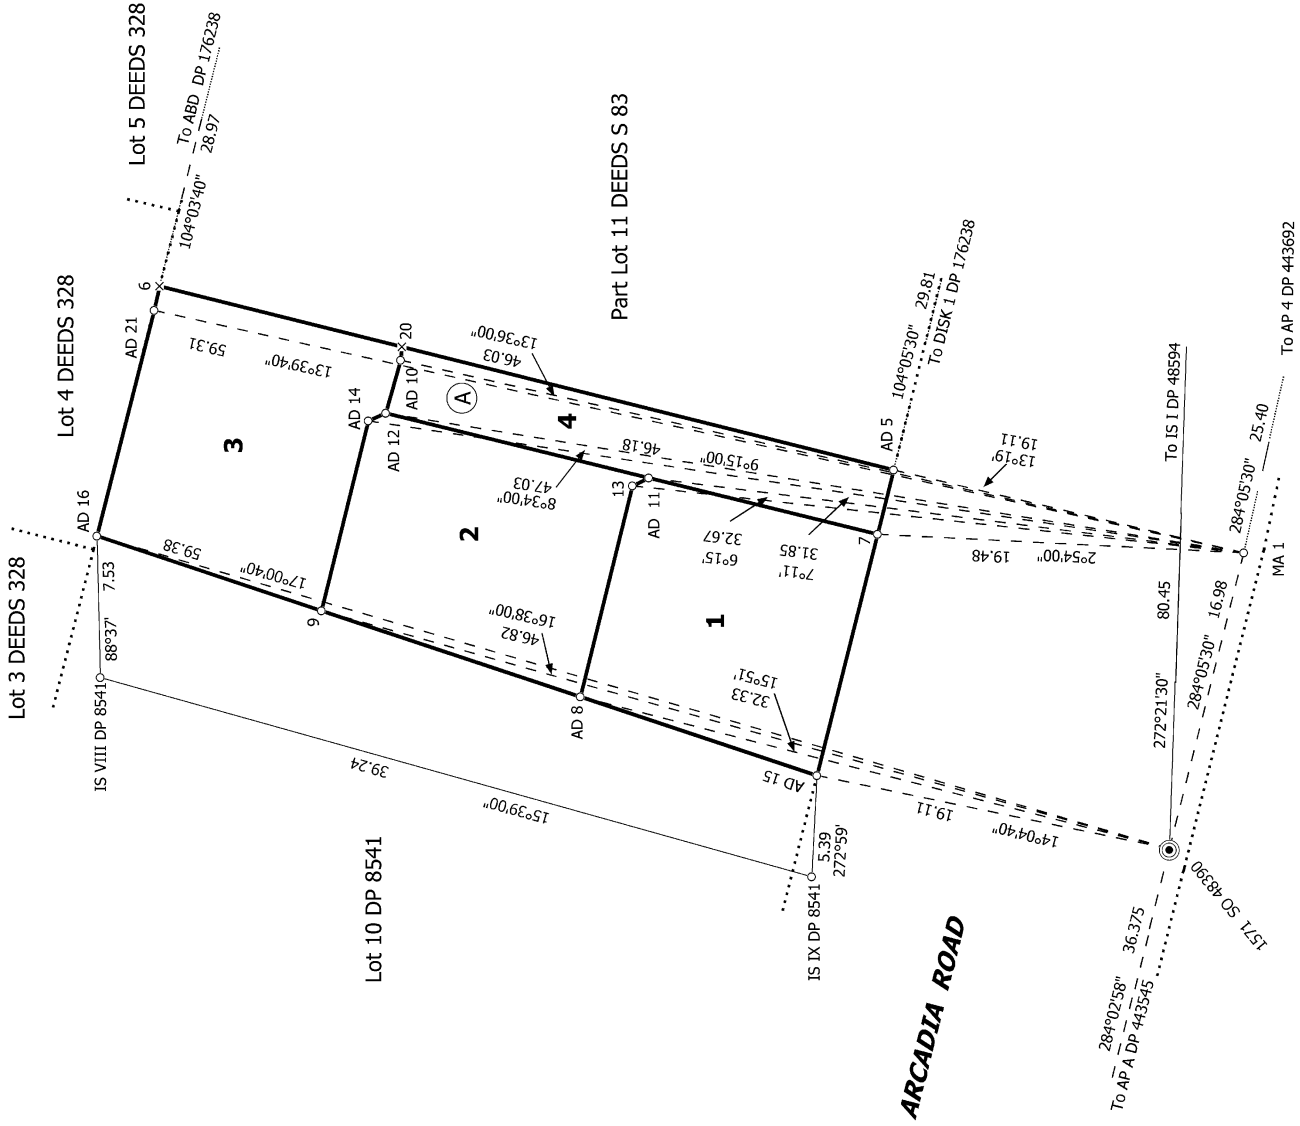 Lot 5 DEEDS 328
To ABD DP 176238
28.97
104°03'40"
Lot 4 DEEDS 328
Lot 3 DEEDS 328
6
AD 21
59.31
13°39'40"
20
13°36'00"
46.03
Part Lot 11 DEEDS S 83
AD 16
7.53
88°37'
IS VIII DP 8541
59.38
17°00'40"
3
AD 14
AD 10
A
AD 12
4
46.18
9°15'00"
8°34'00"
47.03
2
9
13
AD 11
32.67
6°15'
31.85
7°11'
16°38'00"
46.82
AD 8
1
15°51'
32.33
39.24
15°39'00"
Lot 10 DP 8541
AD 5
104°05'30"
29.81
To DISK 1 DP 176238
7
19.11
13°19'
19.48
2°54'00"
AD 15
5.39
272°59'
IS IX DP 8541
19.11
14°04'40"
To IS I DP 48594
80.45
272°21'30"
284°05'30"
25.40
To AP 4 DP 443692
MA 1
16.98
284°05'30"
1571 SO 48390
36.375
284°02'58"
To AP A DP 443545
ARCADIA ROAD